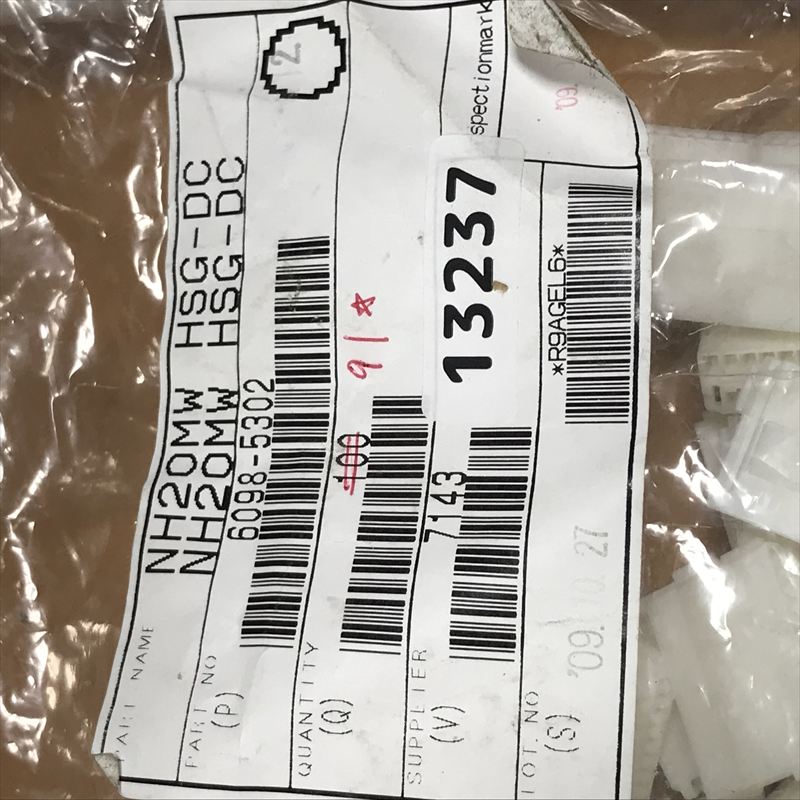 PART NAME
NH20MW HSG-DC
NH20MW HSG-DC
2
PART NO
(P)
6098-5302
QUANTITY
(Q)
100
91
SUPPLIER
(V)
7143
13237
spectionmark
LOT. NO
(S)
'09. 10. 27
*R9AGEL6*
'09.